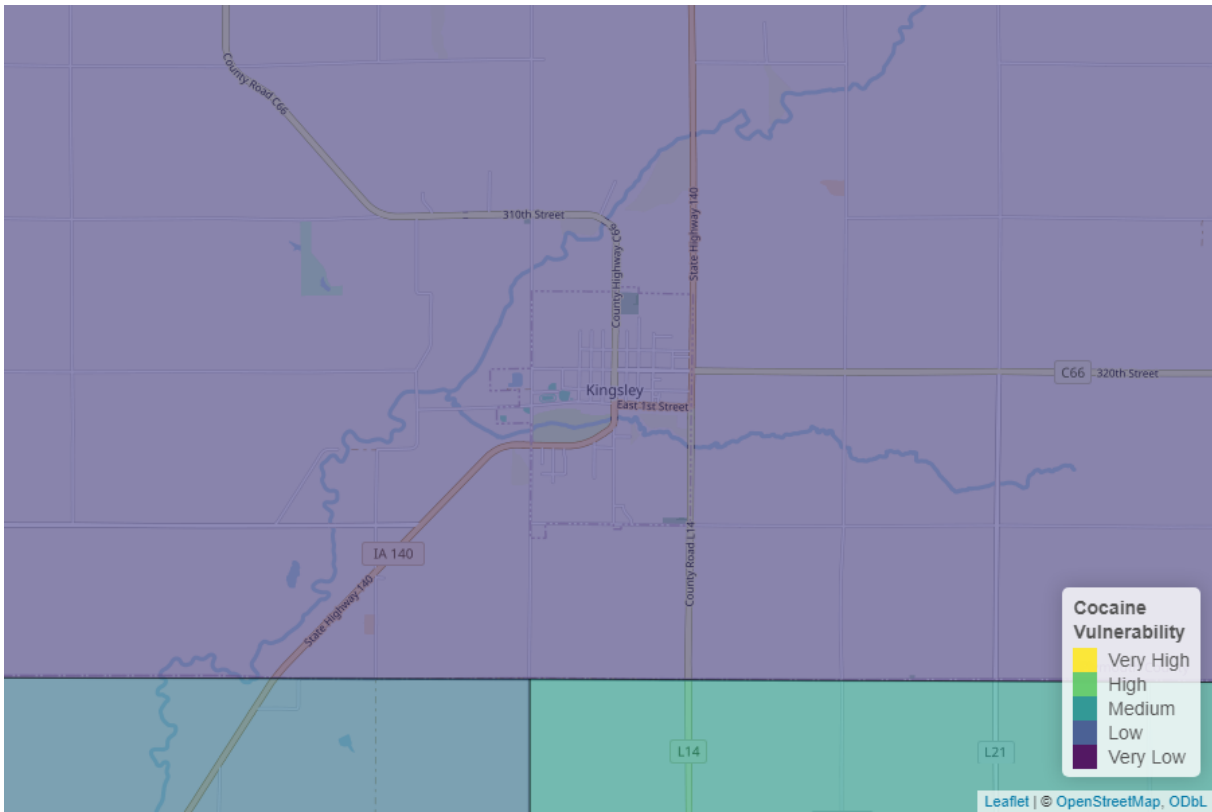 County Road C66
310th Street
County Highway C66
State Highway 140
C66
320th Street
Kingsley
East 1st Street
IA 140
State Highway 140
County Road L14
L14
L21
Cocaine
Vulnerability
Very High
High
Medium
Low
Very Low
Leaflet | © OpenStreetMap, ODbL